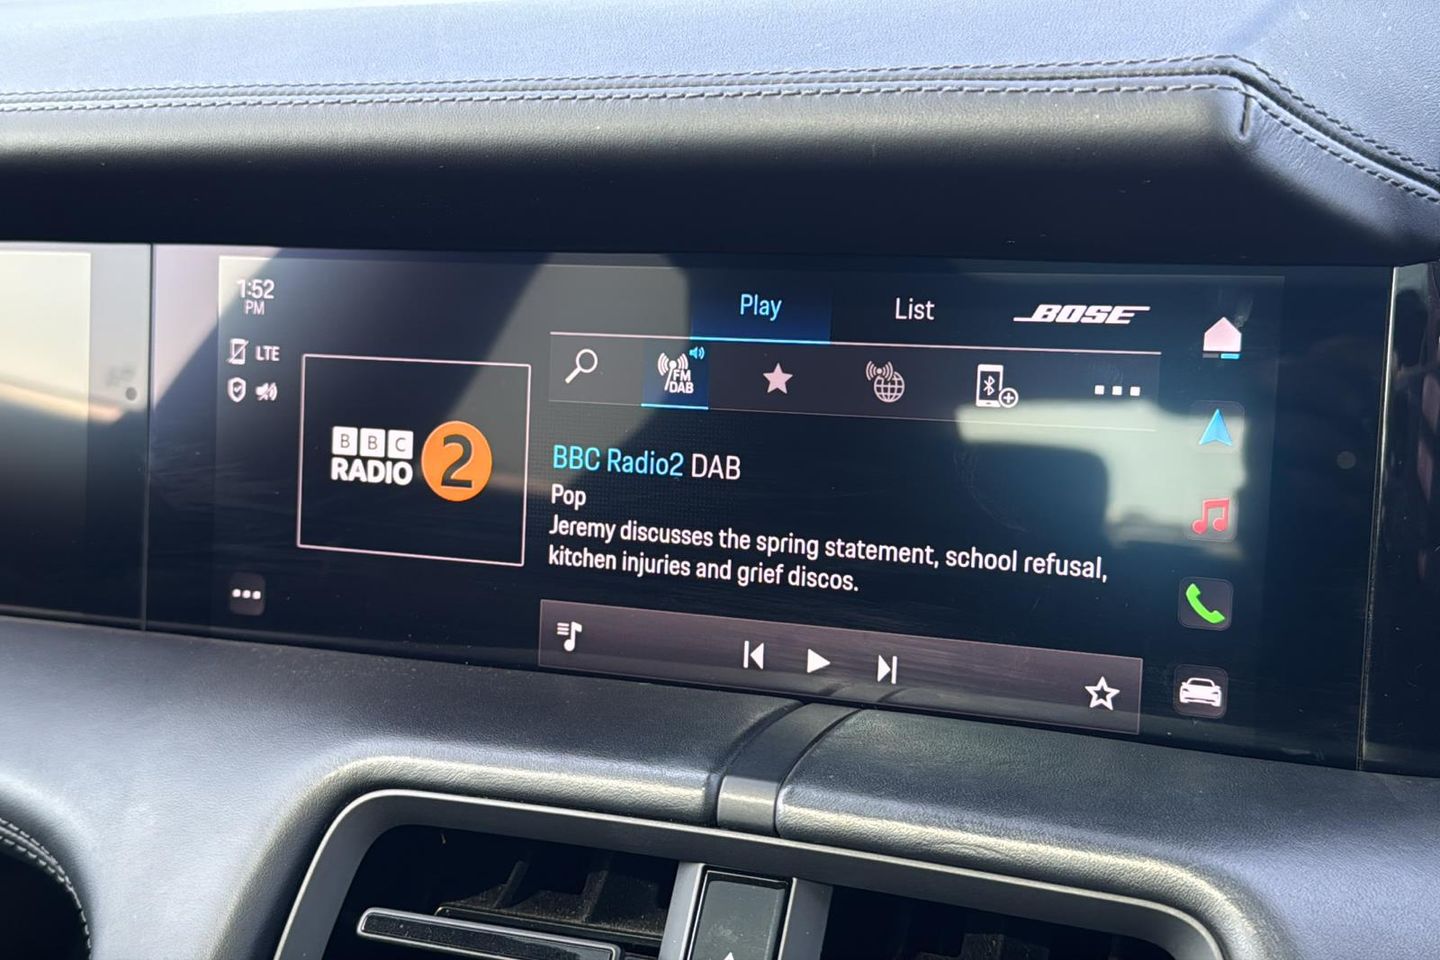 1:52
PM
LTE
Play
List
BOSE
FM
DAB
BBC
RADIO 2
BBC Radio2 DAB
Pop
Jeremy discusses the spring statement, school refusal,
kitchen injuries and grief discos.